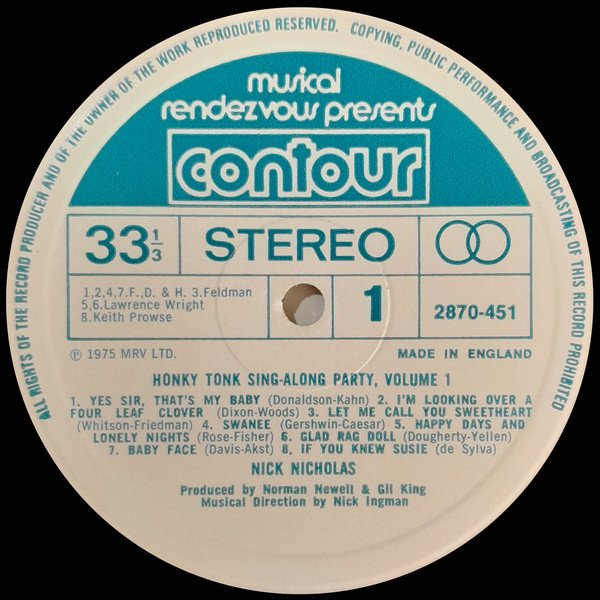 ALL RIGHTS OF THE RECORD PRODUCER AND OF THE OWNER OF THE WORK REPRODUCED RESERVED. COPYING, PUBLIC PERFORMANCE AND BROADCASTING OF THIS RECORD PROHIBITED
musical
rendezvous presents
contour
33 1/3
STEREO
1,2,4,7.F.,D. & H. 3.Feldman
5,6.Lawrence Wright
8.Keith Prowse
1
2870-451
℗ 1975 MRV LTD.
MADE IN ENGLAND
HONKY TONK SING-ALONG PARTY, VOLUME 1
1. YES SIR, THAT'S MY BABY (Donaldson-Kahn) 2. I'M LOOKING OVER A
FOUR LEAF CLOVER (Dixon-Woods) 3. LET ME CALL YOU SWEETHEART
(Whitson-Friedman) 4. SWANEE (Gershwin-Caesar) 5. HAPPY DAYS AND
LONELY NIGHTS (Rose-Fisher) 6. GLAD RAG DOLL (Dougherty-Yellen)
7. BABY FACE (Davis-Akst) 8. IF YOU KNEW SUSIE (de Sylva)
NICK NICHOLAS
Produced by Norman Newell & Gil King
Musical Direction by Nick Ingman